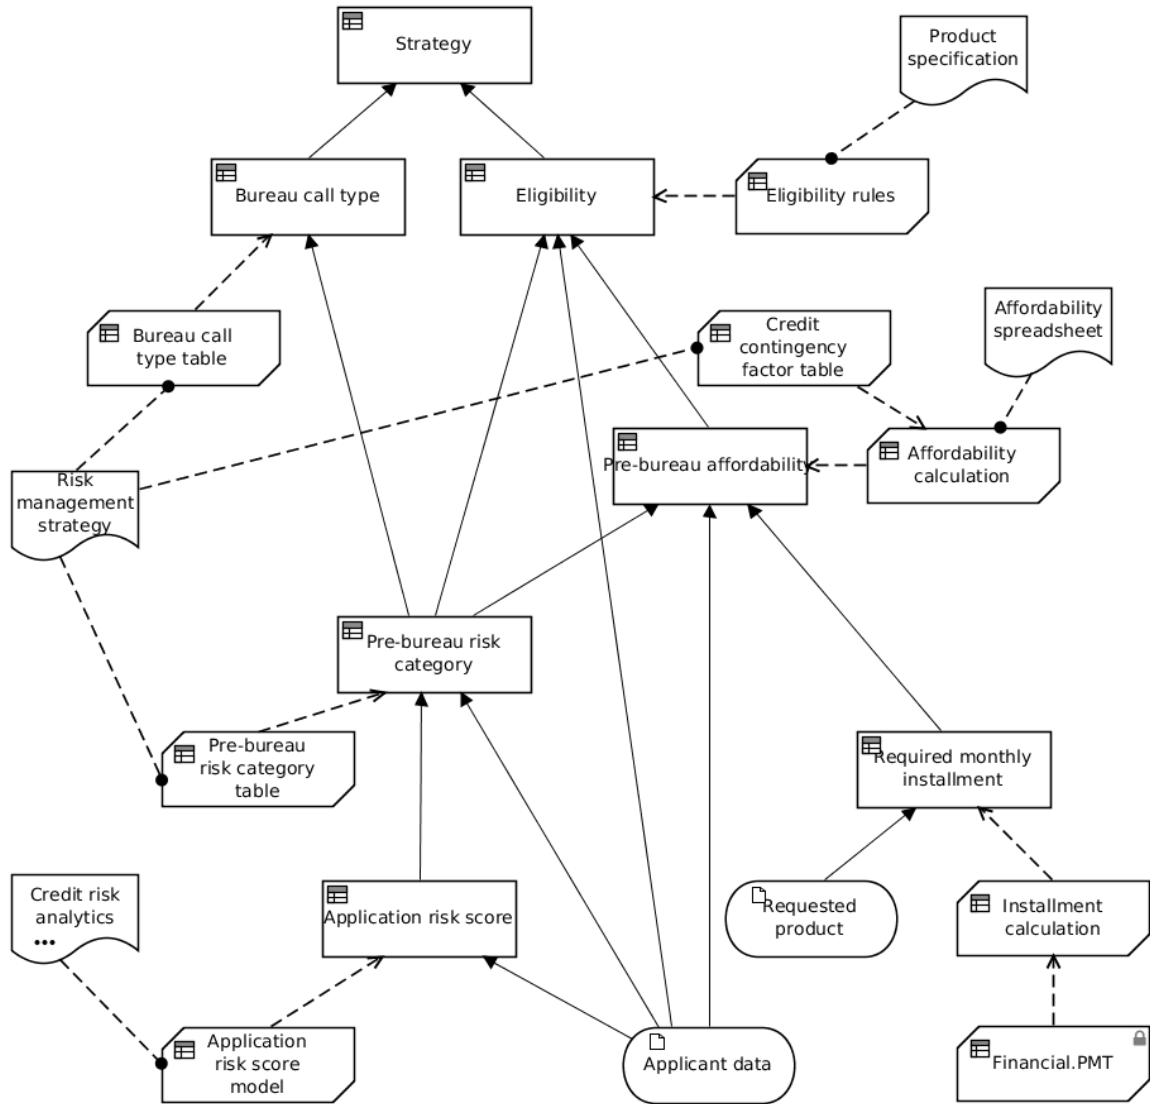 Strategy
Product
specification
Bureau call type
Eligibility
Eligibility rules
Bureau call
type table
Credit
contingency
factor table
Affordability
spreadsheet
Risk
management
strategy
Pre-bureau affordability
Affordability
calculation
Pre-bureau risk
category
Pre-bureau
risk category
table
Required monthly
installment
Credit risk
analytics
...
Application risk score
Requested
product
Installment
calculation
Application
risk score
model
Applicant data
Financial.PMT